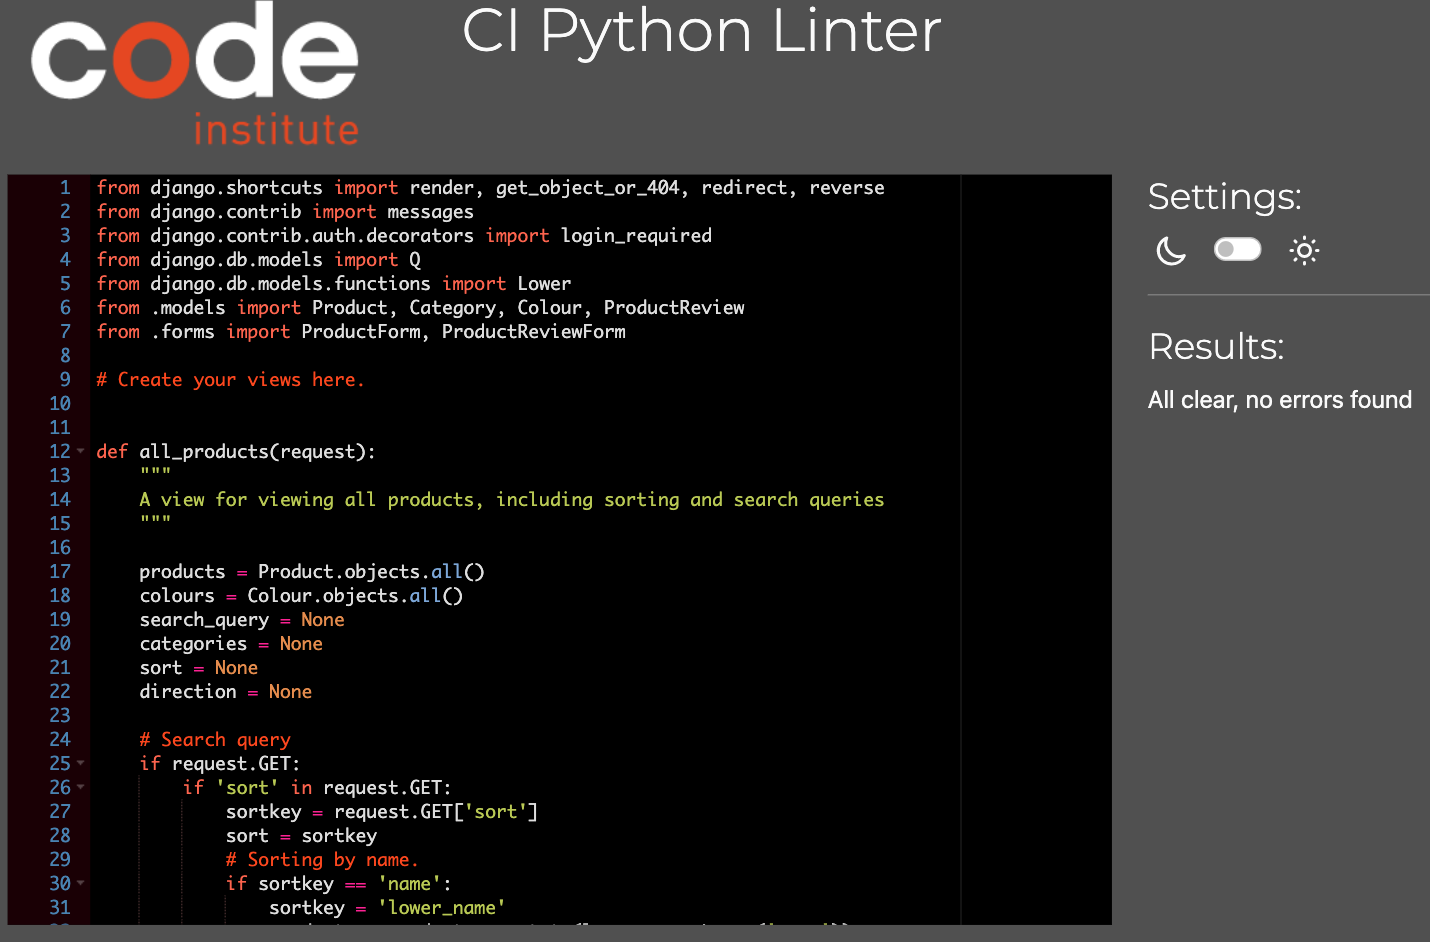 code
institute
CI Python Linter
1 from django.shortcuts import render, get_object_or_404, redirect, reverse
2 from django.contrib import messages
3 from django.contrib.auth.decorators import login_required
4 from django.db.models import Q
5 from django.db.models.functions import Lower
6 from .models import Product, Category, Colour, ProductReview
7 from .forms import ProductForm, ProductReviewForm
8
9 # Create your views here.
10
11
12 def all_products(request):
13     """
14     A view for viewing all products, including sorting and search queries
15     """
16
17     products = Product.objects.all()
18     colours = Colour.objects.all()
19     search_query = None
20     categories = None
21     sort = None
22     direction = None
23
24     # Search query
25     if request.GET:
26         if 'sort' in request.GET:
27             sortkey = request.GET['sort']
28             sort = sortkey
29             # Sorting by name.
30             if sortkey == 'name':
31                 sortkey = 'lower_name'
Settings:
Results:
All clear, no errors found